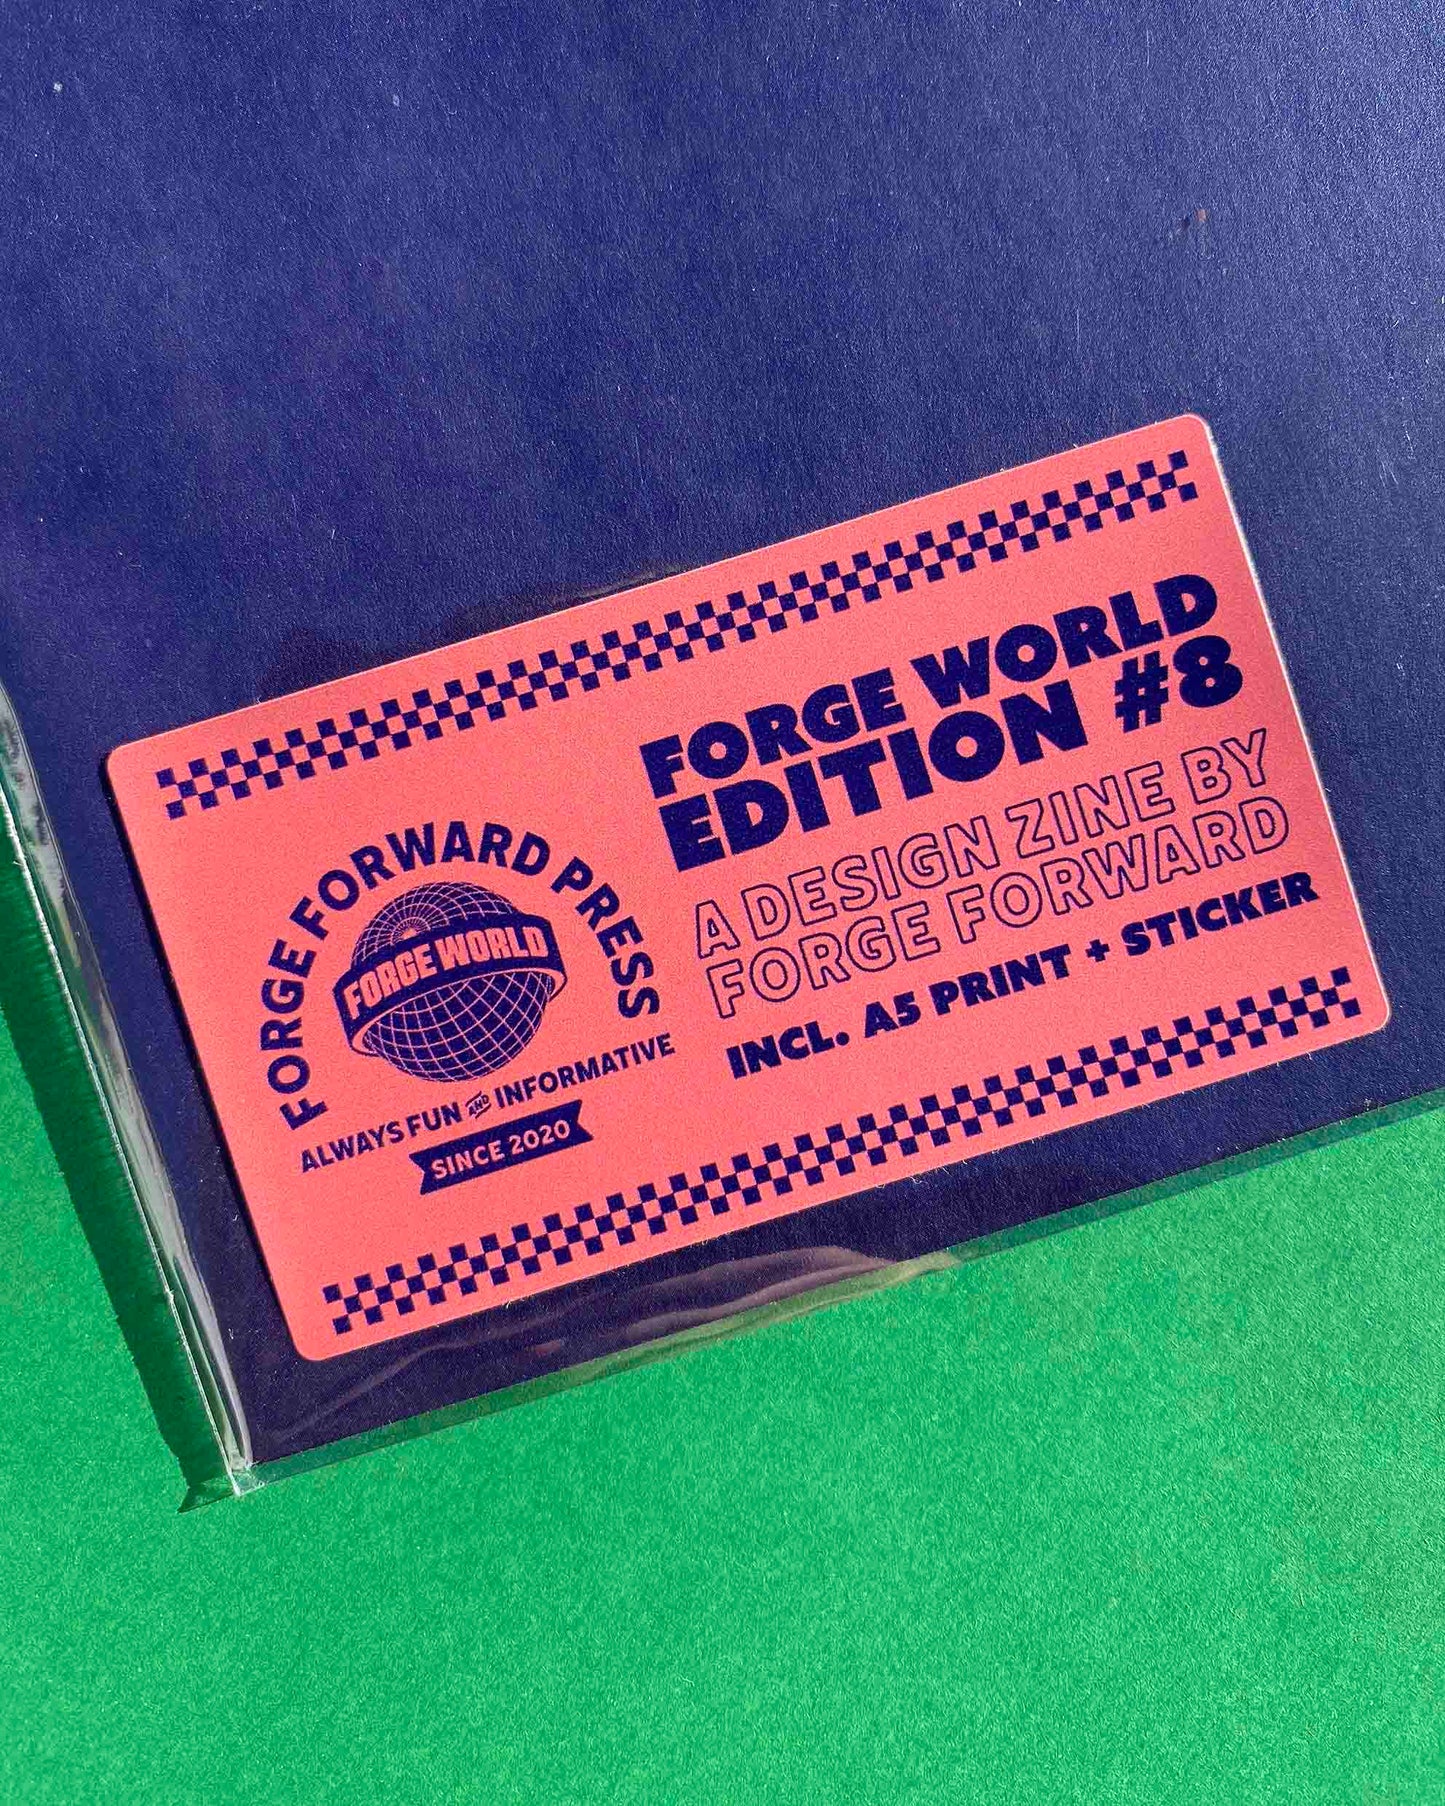 FORGE FORWARD PRESS
FORGE WORLD
ALWAYS FUN AND INFORMATIVE
SINCE 2020
FORGE WORLD
EDITION #8
A DESIGN ZINE BY
FORGE FORWARD
INCL. A5 PRINT + STICKER